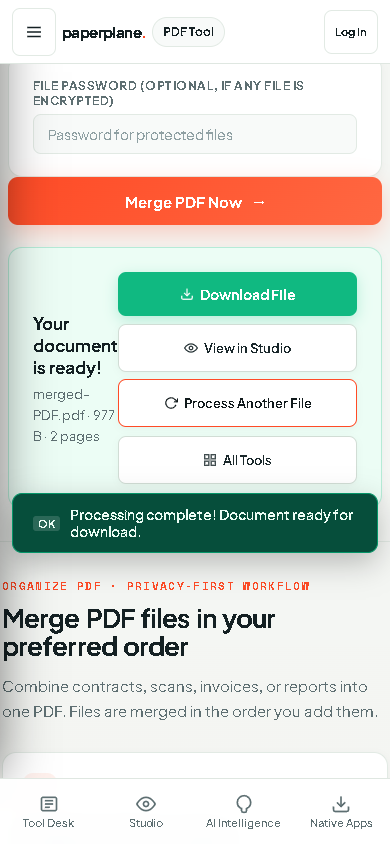 paperplane.
PDF Tool
Log In
FILE PASSWORD (OPTIONAL, IF ANY FILE IS
ENCRYPTED)
Password for protected files
Merge PDF Now →
Your
document
is ready!
merged-
PDF.pdf · 977
B · 2 pages
Download File
View in Studio
Process Another File
All Tools
OK
Processing complete! Document ready for
download.
ORGANIZE PDF · PRIVACY-FIRST WORKFLOW
Merge PDF files in your
preferred order
Combine contracts, scans, invoices, or reports into
one PDF. Files are merged in the order you add them.
Tool Desk
Studio
AI Intelligence
Native Apps